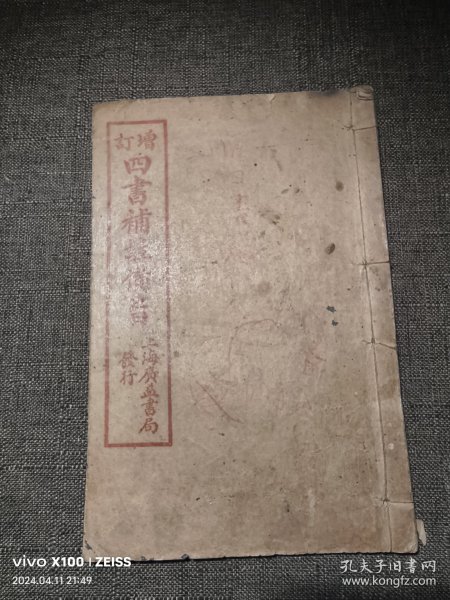 增訂
四書補註備旨
上海廣益書局
發行
vivo X100 | ZEISS
2024.04.11 21:49
孔夫子旧书网
www.kongfz.com